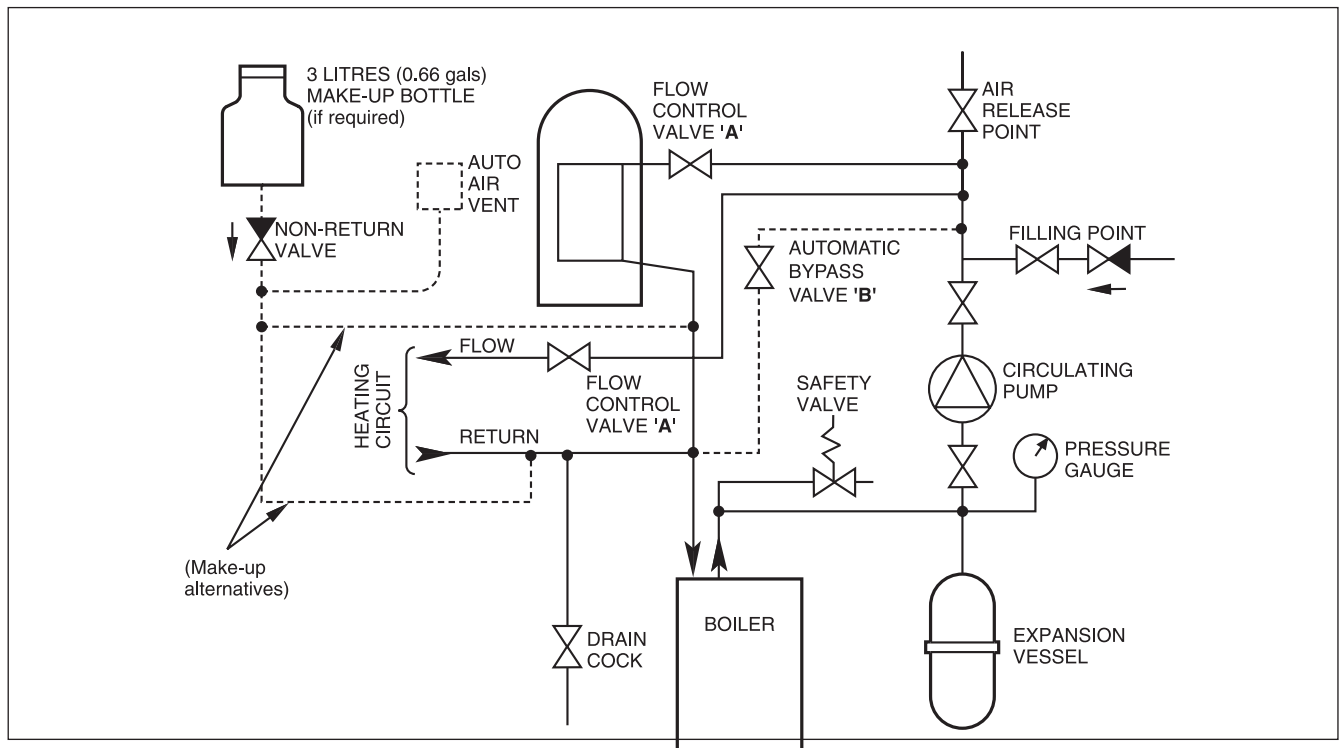 3 LITRES (0.66 gals)
MAKE-UP BOTTLE
(if required)
FLOW
CONTROL
VALVE 'A'
AIR
RELEASE
POINT
AUTO
AIR
VENT
NON-RETURN
VALVE
AUTOMATIC
BYPASS
VALVE 'B'
FILLING POINT
HEATING
CIRCUIT
FLOW
FLOW
CONTROL
VALVE 'A'
RETURN
SAFETY
VALVE
CIRCULATING
PUMP
PRESSURE
GAUGE
(Make-up
alternatives)
DRAIN
COCK
BOILER
EXPANSION
VESSEL